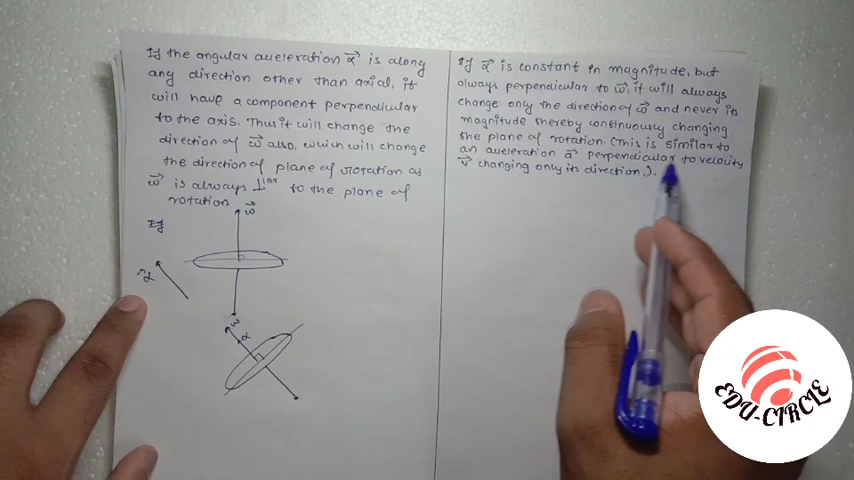 If the angular acceleration α⃗ is along
any direction other than axial, it
will have a component perpendicular
to the axis. Thus it will change the
direction of ω⃗ also, which will change
the direction of plane of rotation as
ω⃗ is always ⊥lar to the plane of
rotation
If
ω⃗
α⃗
ω
α
If α⃗ is constant in magnitude, but
always perpendicular to ω⃗, it will always
change only the direction of ω⃗ and never its
magnitude thereby continuously changing
the plane of rotation. (This is similar to
an acceleration a⃗ perpendicular to velocity
v⃗ changing only in direction.).
EDU-CIRCLE